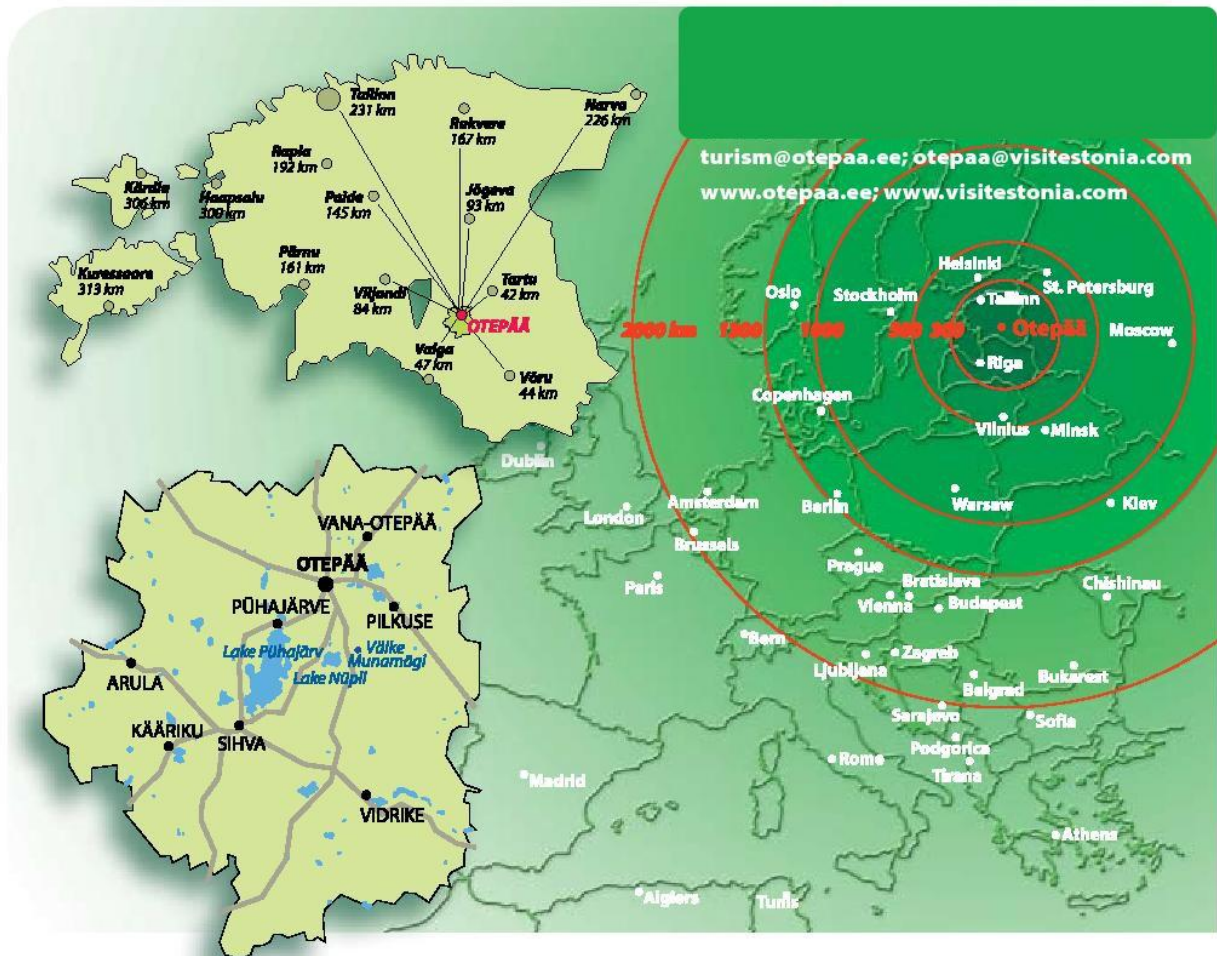 Tallinn
231 km
Narva
226 km
Rakvere
167 km
Rapla
192 km
Kärdla
306 km
Haapsalu
300 km
Paide
145 km
Jõgeva
93 km
Pärnu
161 km
Kuressaare
313 km
Viljandi
84 km
Tartu
42 km
OTEPÄÄ
Valga
47 km
Võru
44 km
turism@otepaa.ee; otepaa@visitestonia.com
www.otepaa.ee; www.visitestonia.com
Helsinki
St. Petersburg
Oslo
Stockholm
Tallinn
2000 km
1000
500
300
Otepää
Moscow
Riga
Copenhagen
Vilnius
Minsk
Dublin
Amsterdam
Berlin
Warsaw
Kiev
London
Brussels
Prague
Paris
Bratislava
Chishinau
Vienna
Budapest
Bern
Ljubljana
Zagreb
Belgrad
Bukarest
Sarajevo
Sofia
Podgorica
Rome
Tirana
Madrid
Athens
Algiers
Tunis
VANA-OTEPÄÄ
OTEPÄÄ
PÜHAJÄRVE
PILKUSE
Lake Pühajärv
Väike
Munamägi
Lake Nüpli
ARULA
KÄÄRIKU
SIHVA
VIDRIKE